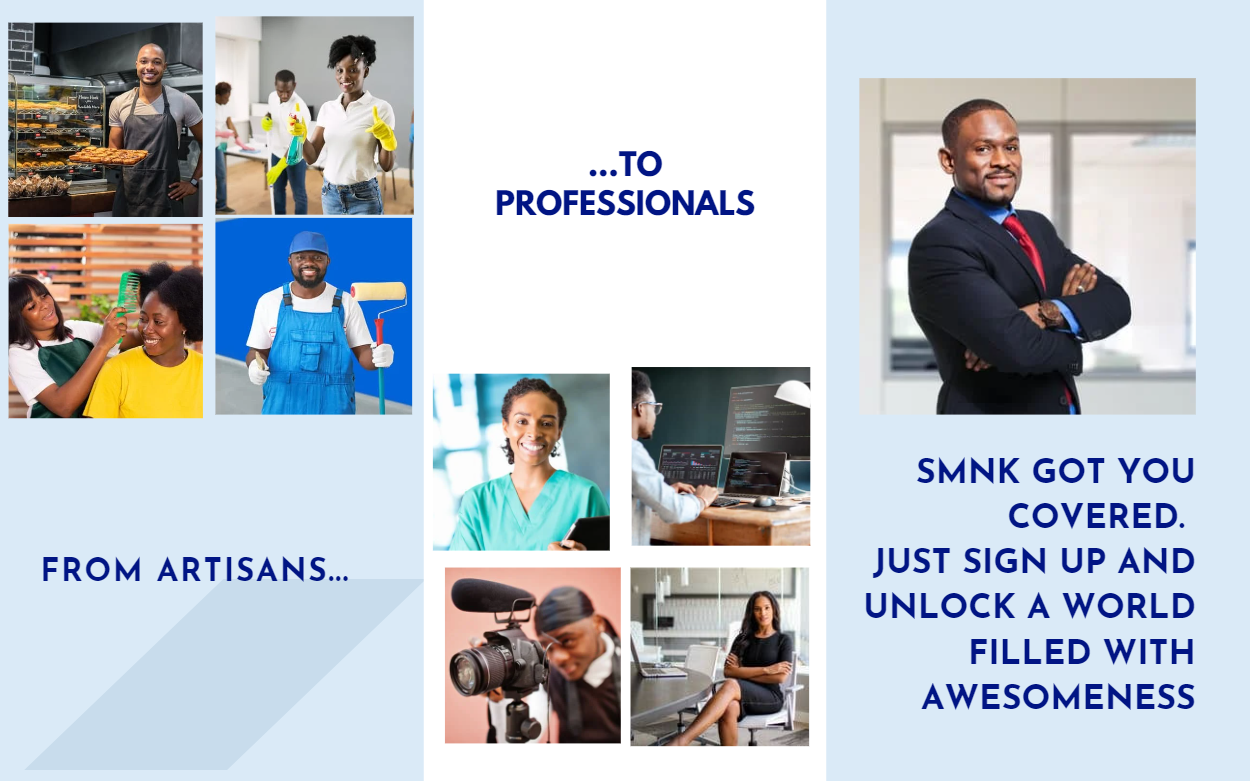 FROM ARTISANS...
...TO
PROFESSIONALS
SMNK GOT YOU
COVERED.
JUST SIGN UP AND
UNLOCK A WORLD
FILLED WITH
AWESOMENESS